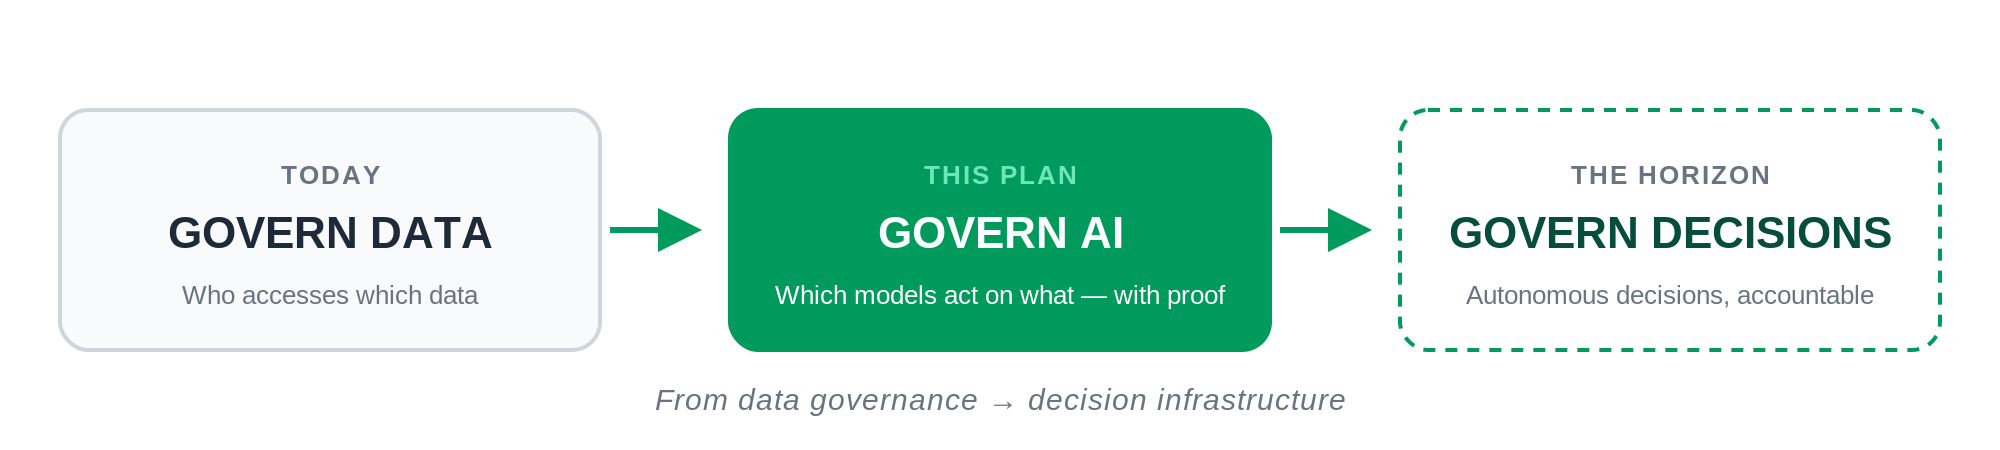 TODAY
GOVERN DATA
Who accesses which data
THIS PLAN
GOVERN AI
Which models act on what — with proof
THE HORIZON
GOVERN DECISIONS
Autonomous decisions, accountable
From data governance → decision infrastructure